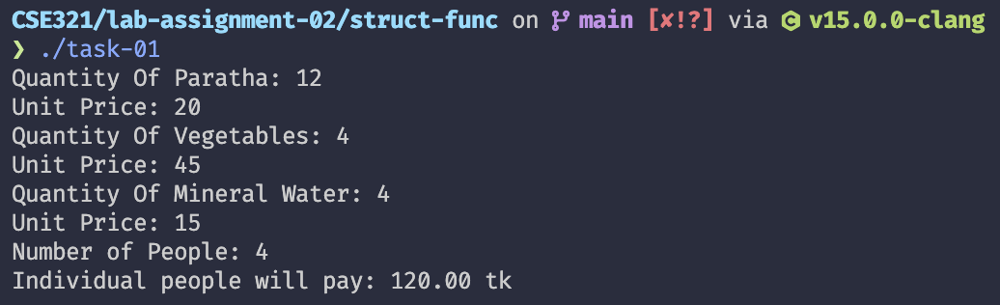 CSE321/lab-assignment-02/struct-func on main [✘!?] via C v15.0.0-clang
❯ ./task-01
Quantity Of Paratha: 12
Unit Price: 20
Quantity Of Vegetables: 4
Unit Price: 45
Quantity Of Mineral Water: 4
Unit Price: 15
Number of People: 4
Individual people will pay: 120.00 tk